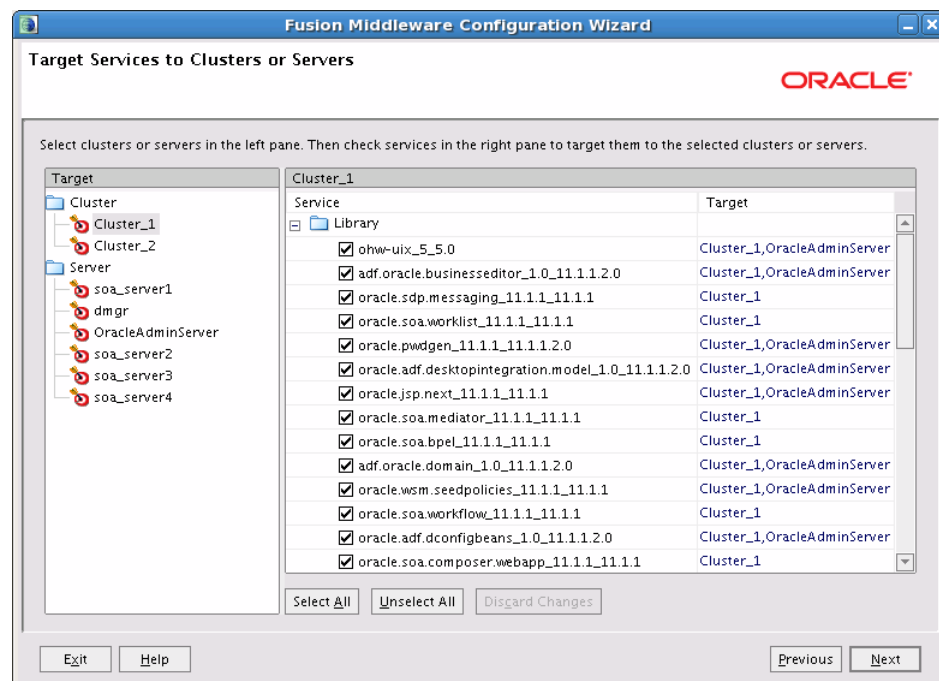 Fusion Middleware Configuration Wizard
Target Services to Clusters or Servers
ORACLE
Select clusters or servers in the left pane. Then check services in the right pane to target them to the selected clusters or servers.
Target
Cluster
Cluster_1
Cluster_2
Server
soa_server1
dmgr
OracleAdminServer
soa_server2
soa_server3
soa_server4
Cluster_1
Service Target
Library
ohw-uix_5_5.0 Cluster_1,OracleAdminServer
adf.oracle.businesseditor_1.0_11.1.1.2.0 Cluster_1,OracleAdminServer
oracle.sdp.messaging_11.1.1_11.1.1 Cluster_1
oracle.soa.worklist_11.1.1_11.1.1 Cluster_1
oracle.pwdgen_11.1.1_11.1.1.2.0 Cluster_1,OracleAdminServer
oracle.adf.desktopintegration.model_1.0_11.1.1.2.0 Cluster_1,OracleAdminServer
oracle.jsp.next_11.1.1_11.1.1 Cluster_1,OracleAdminServer
oracle.soa.mediator_11.1.1_11.1.1 Cluster_1
oracle.soa.bpel_11.1.1_11.1.1 Cluster_1
adf.oracle.domain_1.0_11.1.1.2.0 Cluster_1,OracleAdminServer
oracle.wsm.seedpolicies_11.1.1_11.1.1 Cluster_1,OracleAdminServer
oracle.soa.workflow_11.1.1_11.1.1 Cluster_1
oracle.adf.dconfigbeans_1.0_11.1.1.2.0 Cluster_1,OracleAdminServer
oracle.soa.composer.webapp_11.1.1_11.1.1 Cluster_1
Select All Unselect All Discard Changes
Exit Help Previous Next